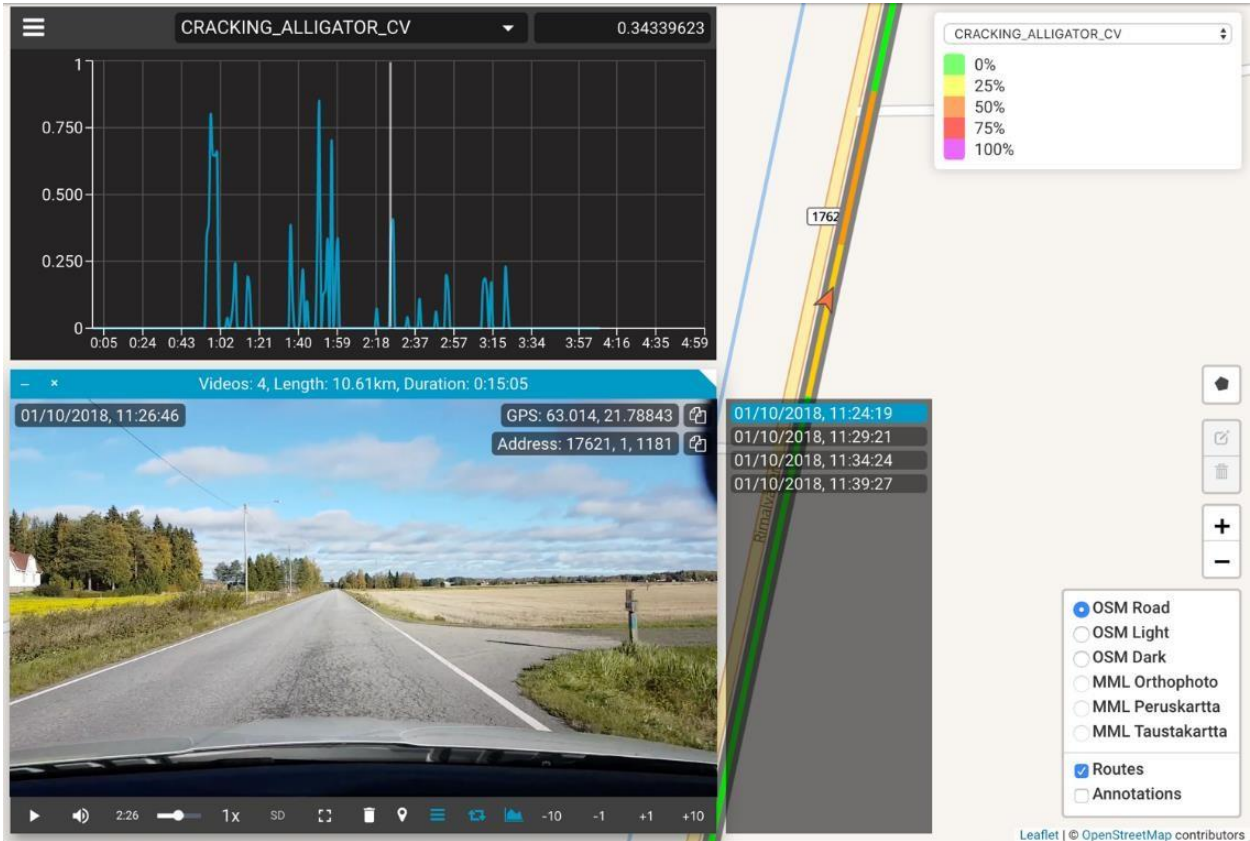 CRACKING_ALLIGATOR_CV
0.34339623
1
0.750
0.500
0.250
0
0:05 0:24 0:43 1:02 1:21 1:40 1:59 2:18 2:37 2:57 3:15 3:34 3:57 4:16 4:35 4:59
Videos: 4, Length: 10.61km, Duration: 0:15:05
01/10/2018, 11:26:46
GPS: 63.014, 21.78843
Address: 17621, 1, 1181
2:26 1x SD -10 -1 +1 +10
01/10/2018, 11:24:19
01/10/2018, 11:29:21
01/10/2018, 11:34:24
01/10/2018, 11:39:27
1762
CRACKING_ALLIGATOR_CV
0%
25%
50%
75%
100%
+
−
OSM Road
OSM Light
OSM Dark
MML Orthophoto
MML Peruskartta
MML Taustakartta
Routes
Annotations
Leaflet | © OpenStreetMap contributors